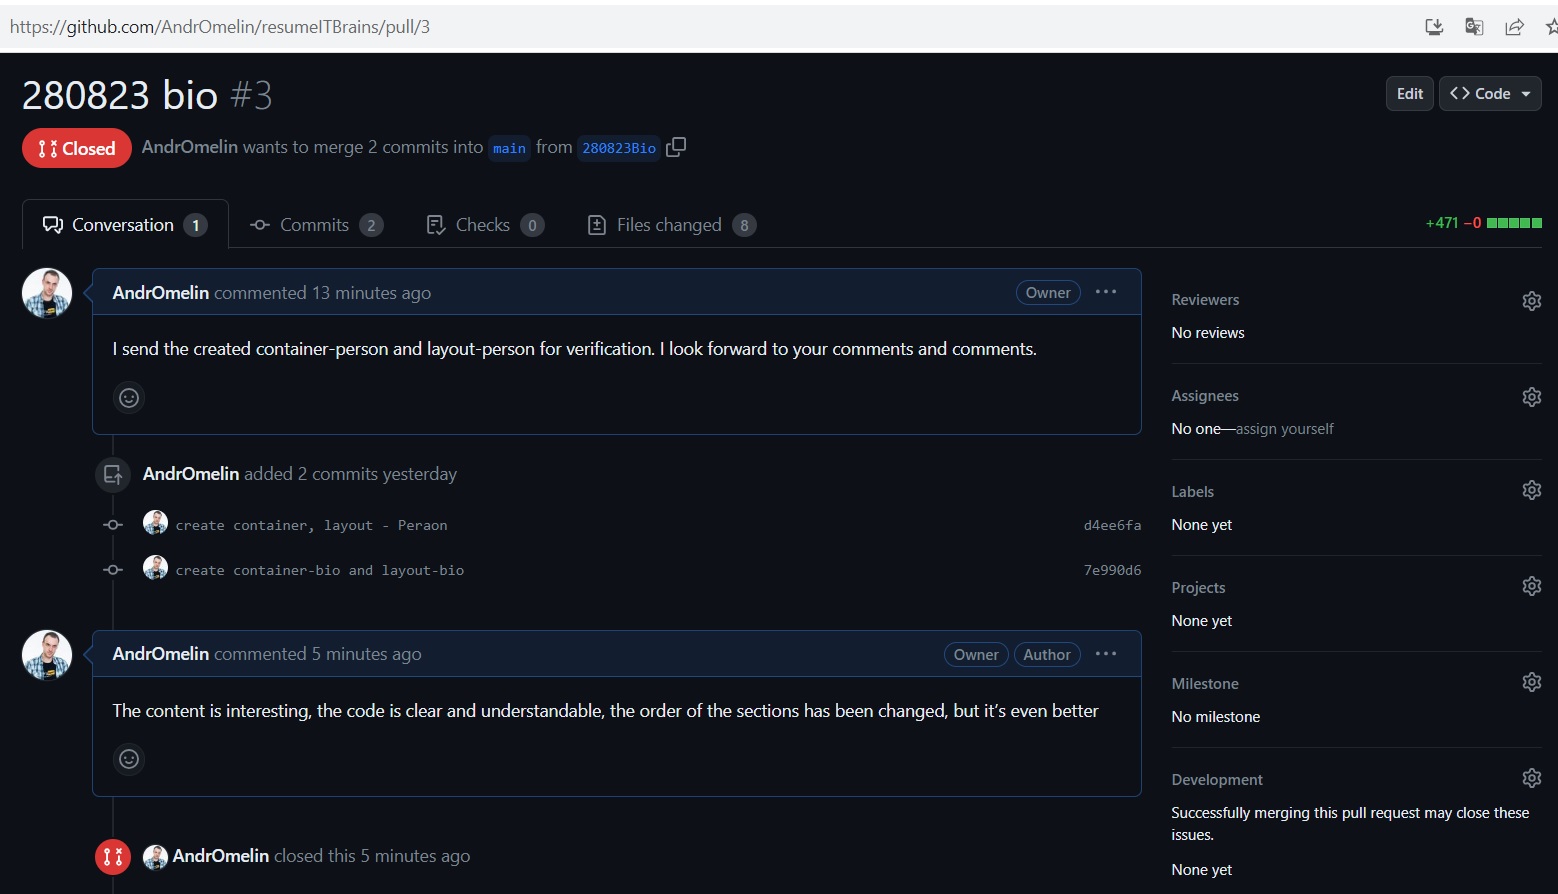 https://github.com/AndrOmelin/resumeITBrains/pull/3
280823 bio #3
Edit
Code
Closed
AndrOmelin wants to merge 2 commits into main from 280823Bio
Conversation 1
Commits 2
Checks 0
Files changed 8
+471 −0
AndrOmelin commented 13 minutes ago
Owner
I send the created container-person and layout-person for verification. I look forward to your comments and comments.
AndrOmelin added 2 commits yesterday
create container, layout - Peraon
d4ee6fa
create container-bio and layout-bio
7e990d6
AndrOmelin commented 5 minutes ago
Owner
Author
The content is interesting, the code is clear and understandable, the order of the sections has been changed, but it’s even better
AndrOmelin closed this 5 minutes ago
Reviewers
No reviews
Assignees
No one—assign yourself
Labels
None yet
Projects
None yet
Milestone
No milestone
Development
Successfully merging this pull request may close these
issues.
None yet